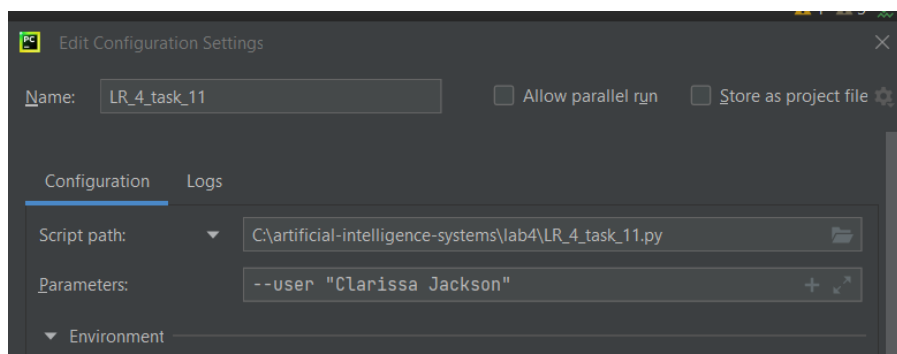 PC Edit Configuration Settings
Name: LR_4_task_11 Allow parallel run Store as project file
Configuration Logs
Script path: C:\artificial-intelligence-systems\lab4\LR_4_task_11.py
Parameters: --user "Clarissa Jackson"
Environment